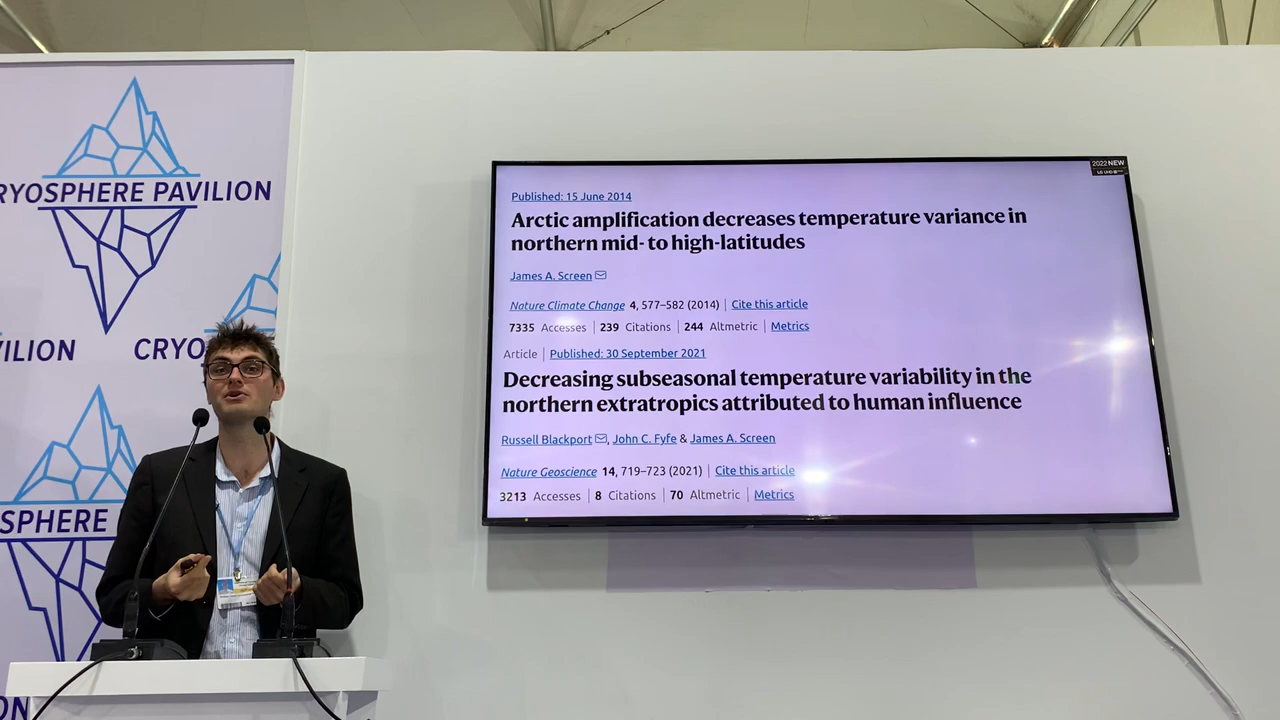 RYOSPHERE PAVILION
VILION
CRYO
SPHERE
ON
2022 NEW
LG UHD
Published: 15 June 2014
Arctic amplification decreases temperature variance in
northern mid- to high-latitudes
James A. Screen
Nature Climate Change 4, 577–582 (2014) | Cite this article
7335 Accesses | 239 Citations | 244 Altmetric | Metrics
Article | Published: 30 September 2021
Decreasing subseasonal temperature variability in the
northern extratropics attributed to human influence
Russell Blackport, John C. Fyfe & James A. Screen
Nature Geoscience 14, 719–723 (2021) | Cite this article
3213 Accesses | 8 Citations | 70 Altmetric | Metrics